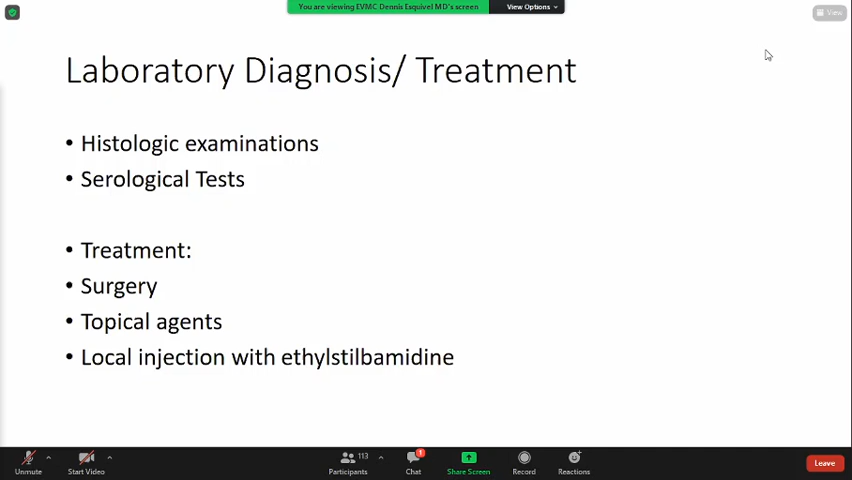 You are viewing EVMC Dennis Esquivel MD's screen
View Options
View
Laboratory Diagnosis/ Treatment
• Histologic examinations
• Serological Tests
• Treatment:
• Surgery
• Topical agents
• Local injection with ethylstilbamidine
113
1
Unmute
Start Video
Participants
Chat
Share Screen
Record
Reactions
Leave